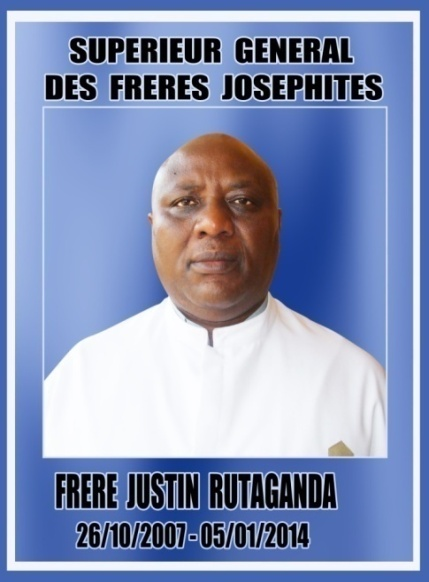 SUPERIEUR GENERAL
DES FRERES JOSEPHITES
FRERE JUSTIN RUTAGANDA
26/10/2007 - 05/01/2014